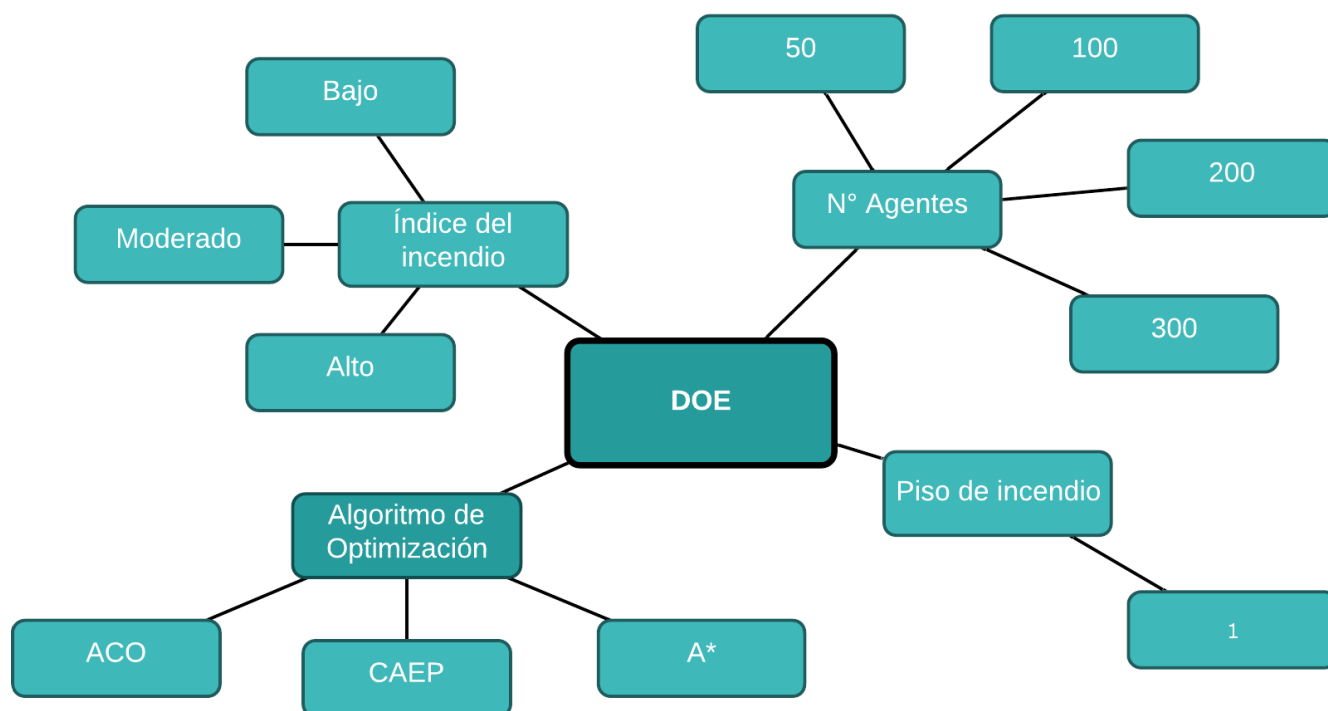 50
100
Bajo
200
N° Agentes
Moderado
Índice del
incendio
300
Alto
DOE
Piso de incendio
Algoritmo de
Optimización
1
ACO
CAEP
A*